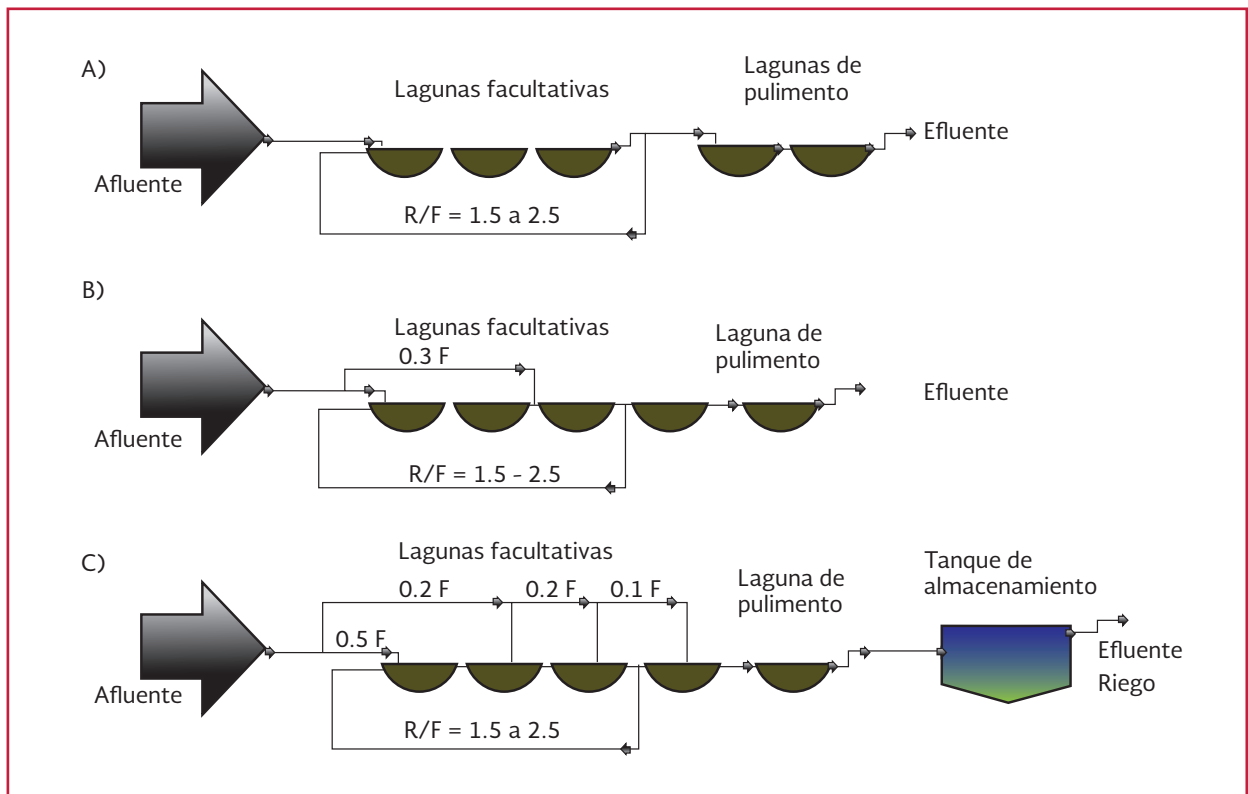 A)
Lagunas facultativas
Lagunas de
pulimento
Efluente
Afluente
R/F = 1.5 a 2.5
B)
Lagunas facultativas
0.3 F
Laguna de
pulimento
Efluente
Afluente
R/F = 1.5 - 2.5
C)
Lagunas facultativas
0.2 F
0.2 F
0.1 F
0.5 F
Laguna de
pulimento
Tanque de
almacenamiento
Efluente
Riego
Afluente
R/F = 1.5 a 2.5